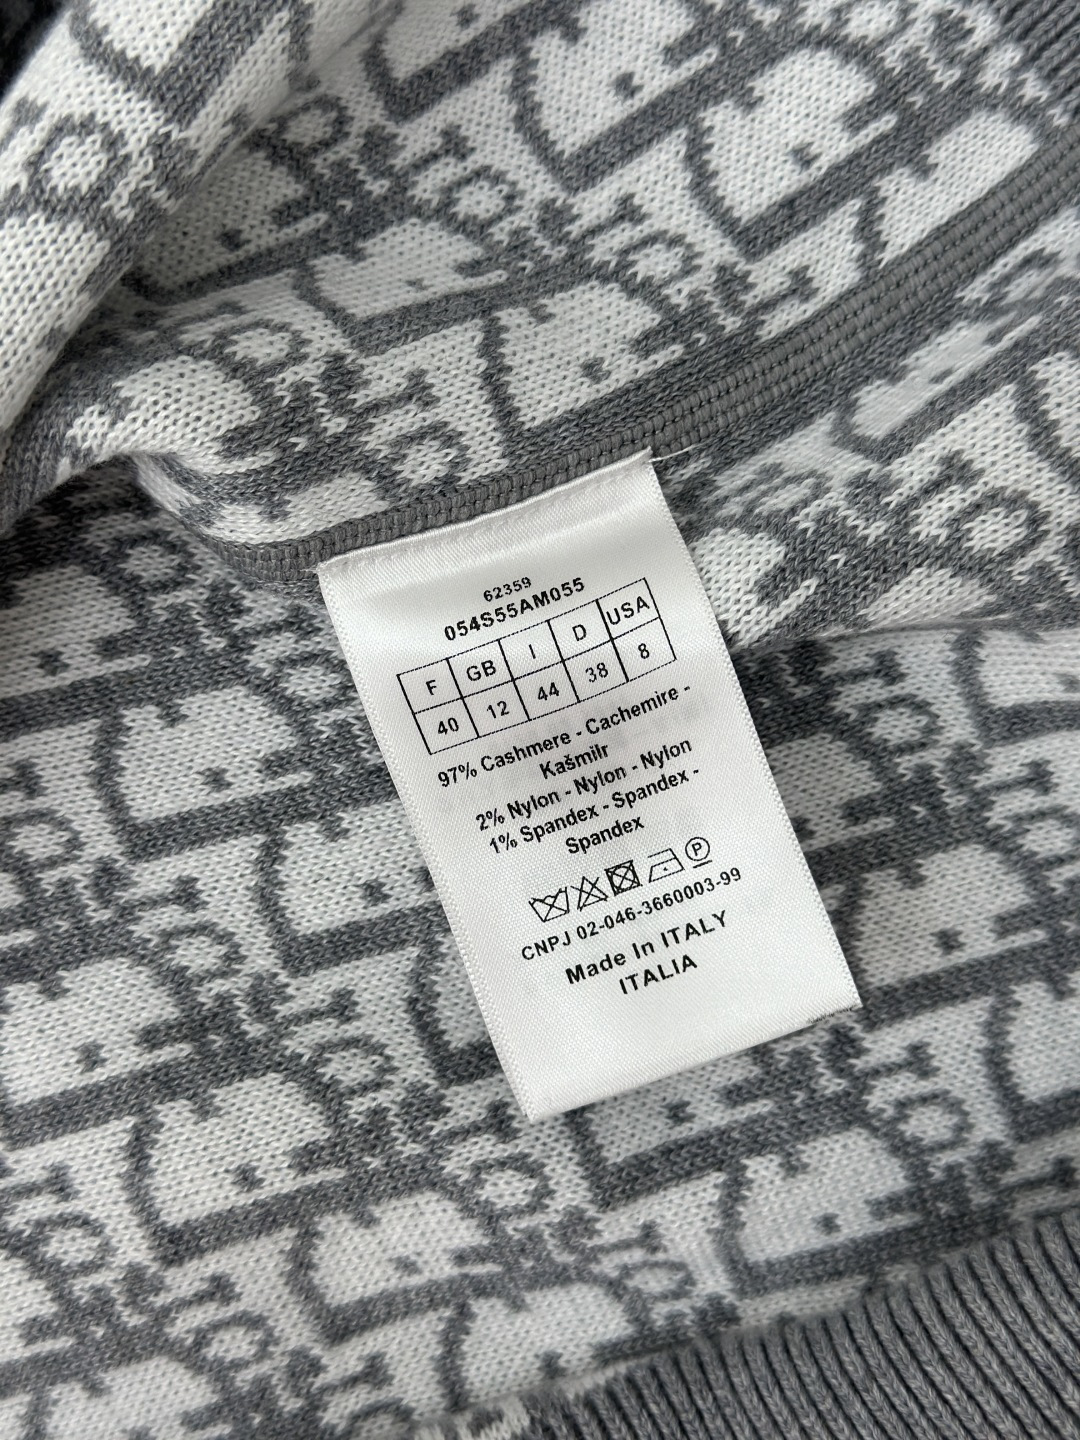 62359
054S55AM055
F GB I D USA
40 12 44 38 8
97% Cashmere - Cachemire -
Kašmilr
2% Nylon - Nylon - Nylon
1% Spandex - Spandex -
Spandex
P
CNPJ 02-046-3660003-99
Made In ITALY
ITALIA